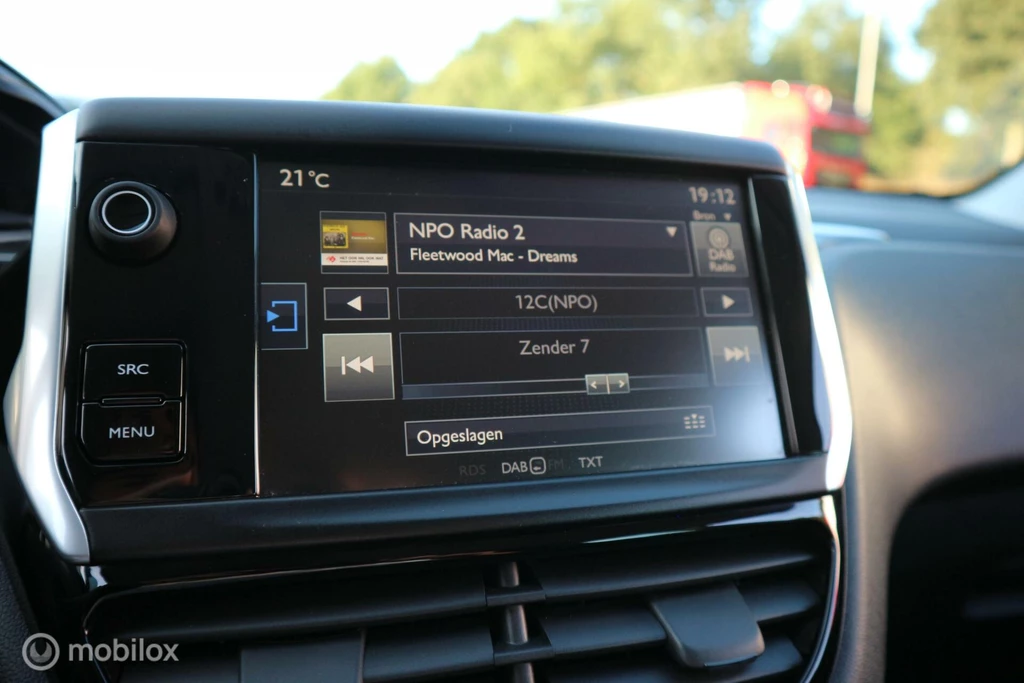 21°C
19:12
Bron
NPO Radio 2
Fleetwood Mac - Dreams
DAB
Radio
12C(NPO)
Zender 7
SRC
MENU
Opgeslagen
RDS DAB FM TXT
mobilox